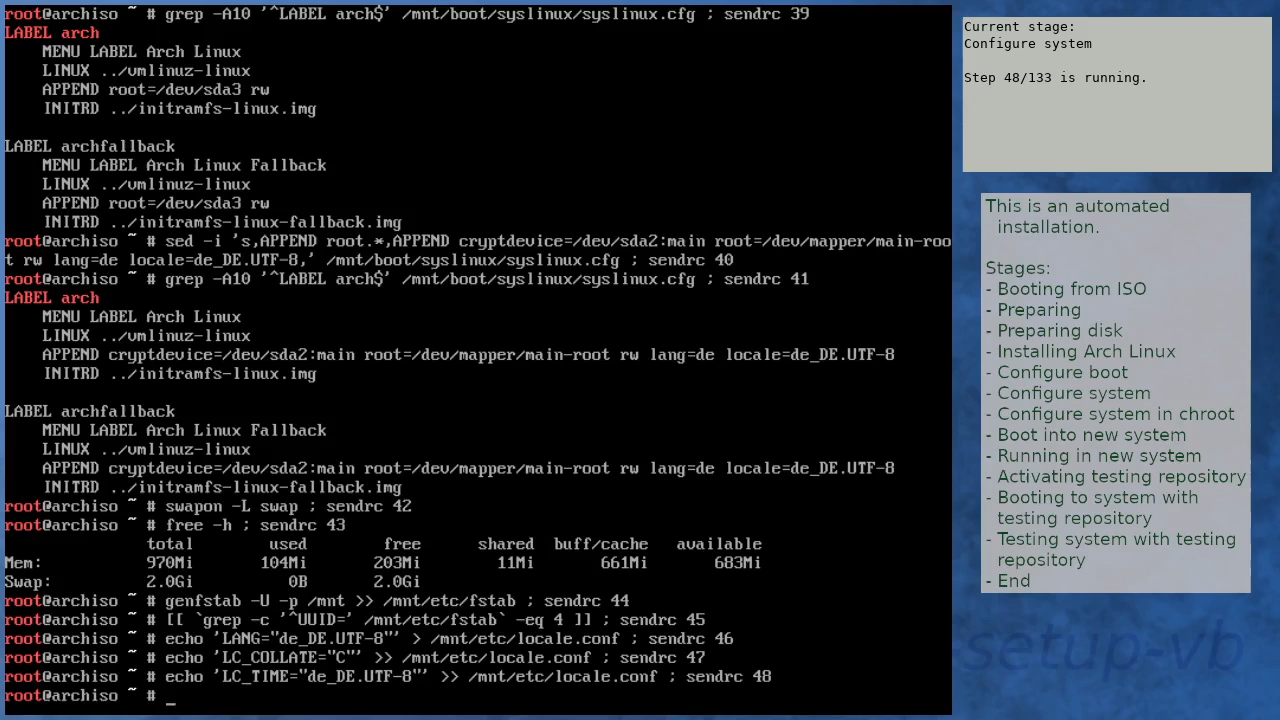 root@archiso ~ # grep -A10 '^LABEL arch$' /mnt/boot/syslinux/syslinux.cfg ; sendrc 39
LABEL arch
    MENU LABEL Arch Linux
    LINUX ../vmlinuz-linux
    APPEND root=/dev/sda3 rw
    INITRD ../initramfs-linux.img

LABEL archfallback
    MENU LABEL Arch Linux Fallback
    LINUX ../vmlinuz-linux
    APPEND root=/dev/sda3 rw
    INITRD ../initramfs-linux-fallback.img
root@archiso ~ # sed -i 's,APPEND root.*,APPEND cryptdevice=/dev/sda2:main root=/dev/mapper/main-roo
t rw lang=de locale=de_DE.UTF-8,' /mnt/boot/syslinux/syslinux.cfg ; sendrc 40
root@archiso ~ # grep -A10 '^LABEL arch$' /mnt/boot/syslinux/syslinux.cfg ; sendrc 41
LABEL arch
    MENU LABEL Arch Linux
    LINUX ../vmlinuz-linux
    APPEND cryptdevice=/dev/sda2:main root=/dev/mapper/main-root rw lang=de locale=de_DE.UTF-8
    INITRD ../initramfs-linux.img

LABEL archfallback
    MENU LABEL Arch Linux Fallback
    LINUX ../vmlinuz-linux
    APPEND cryptdevice=/dev/sda2:main root=/dev/mapper/main-root rw lang=de locale=de_DE.UTF-8
    INITRD ../initramfs-linux-fallback.img
root@archiso ~ # swapon -L swap ; sendrc 42
root@archiso ~ # free -h ; sendrc 43
               total        used        free      shared  buff/cache   available
Mem:           970Mi       104Mi       203Mi        11Mi       661Mi       683Mi
Swap:          2.0Gi          0B       2.0Gi
root@archiso ~ # genfstab -U -p /mnt >> /mnt/etc/fstab ; sendrc 44
root@archiso ~ # [[ `grep -c '^UUID=' /mnt/etc/fstab` -eq 4 ]] ; sendrc 45
root@archiso ~ # echo 'LANG="de_DE.UTF-8"' > /mnt/etc/locale.conf ; sendrc 46
root@archiso ~ # echo 'LC_COLLATE="C"' >> /mnt/etc/locale.conf ; sendrc 47
root@archiso ~ # echo 'LC_TIME="de_DE.UTF-8"' >> /mnt/etc/locale.conf ; sendrc 48
root@archiso ~ # _
Current stage:
Configure system

Step 48/133 is running.
This is an automated
installation.

Stages:
- Booting from ISO
- Preparing
- Preparing disk
- Installing Arch Linux
- Configure boot
- Configure system
- Configure system in chroot
- Boot into new system
- Running in new system
- Activating testing repository
- Booting to system with
testing repository
- Testing system with testing
repository
- End
setup-vb